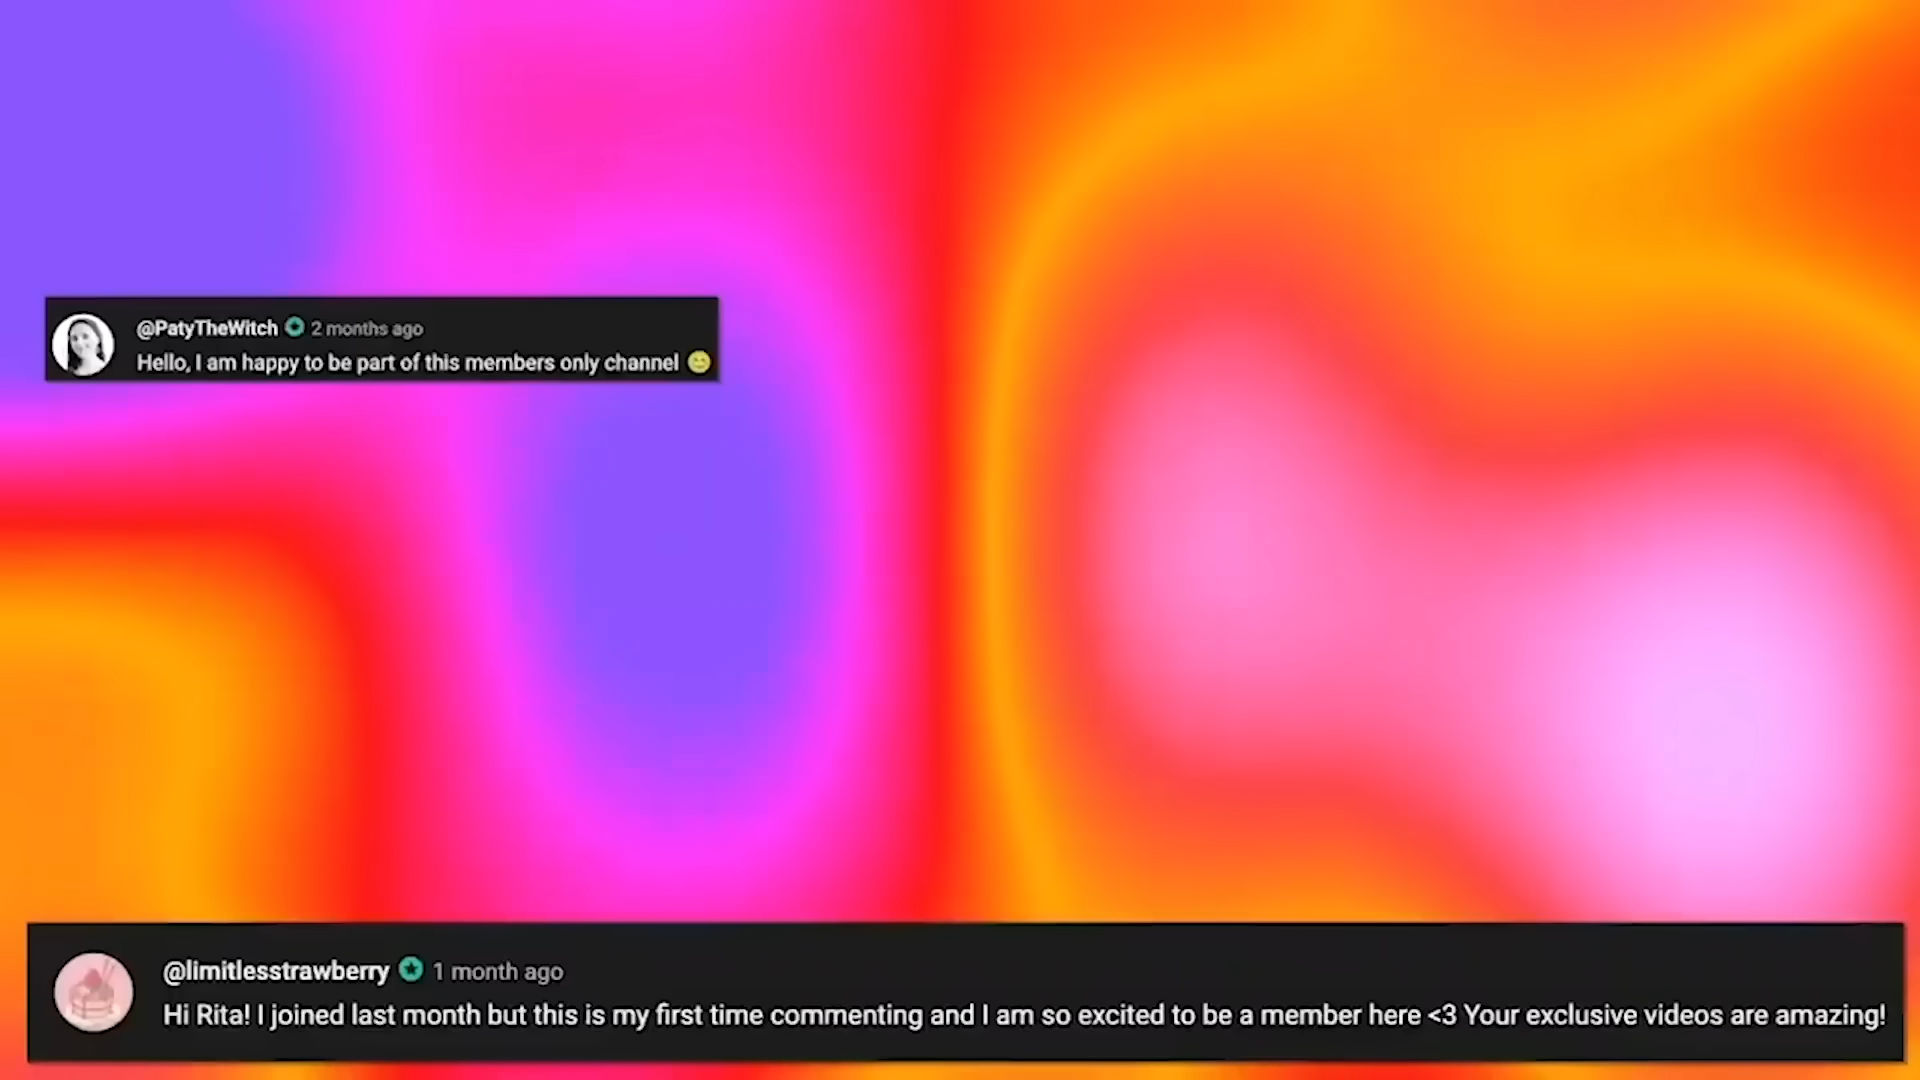 @PatyTheWitch 2 months ago
Hello, I am happy to be part of this members only channel 😊
@limitlesstrawberry 1 month ago
Hi Rita! I joined last month but this is my first time commenting and I am so excited to be a member here <3 Your exclusive videos are amazing!